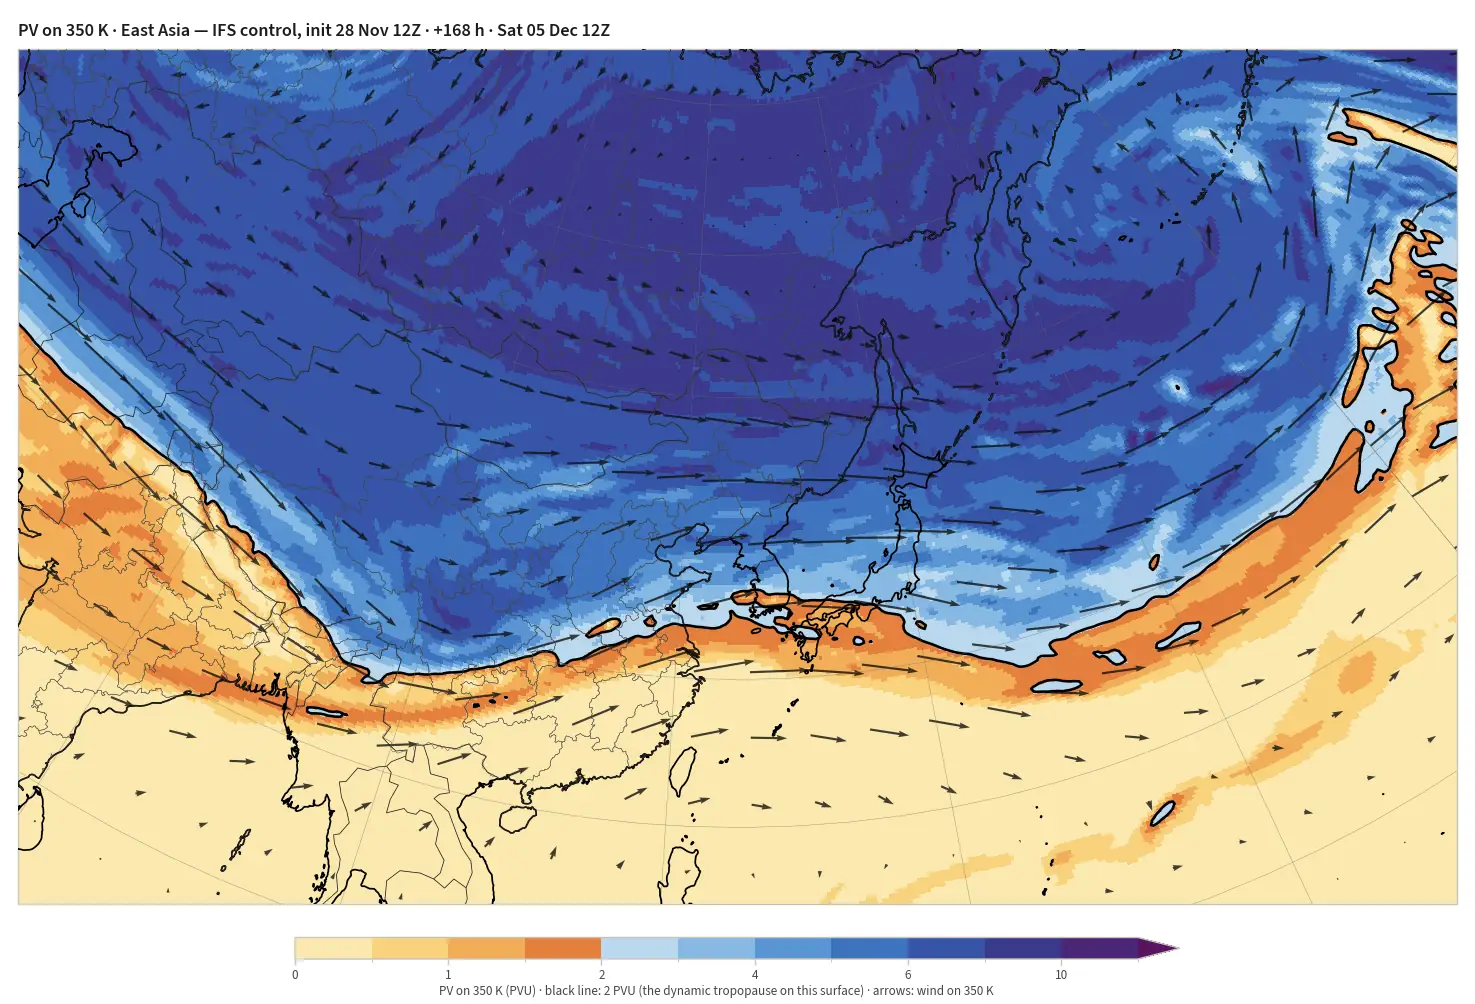 PV on 350 K · East Asia — IFS control, init 28 Nov 12Z · +168 h · Sat 05 Dec 12Z
0 1 2 4 6 10
PV on 350 K (PVU) · black line: 2 PVU (the dynamic tropopause on this surface) · arrows: wind on 350 K